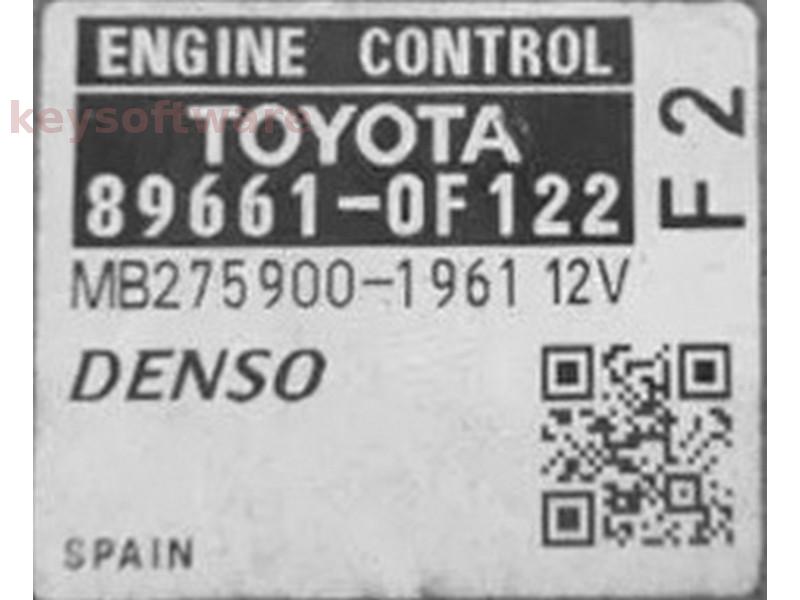 ENGINE CONTROL
keysoftware
TOYOTA
89661-0F122
F2
MB275900-1961 12V
DENSO
SPAIN